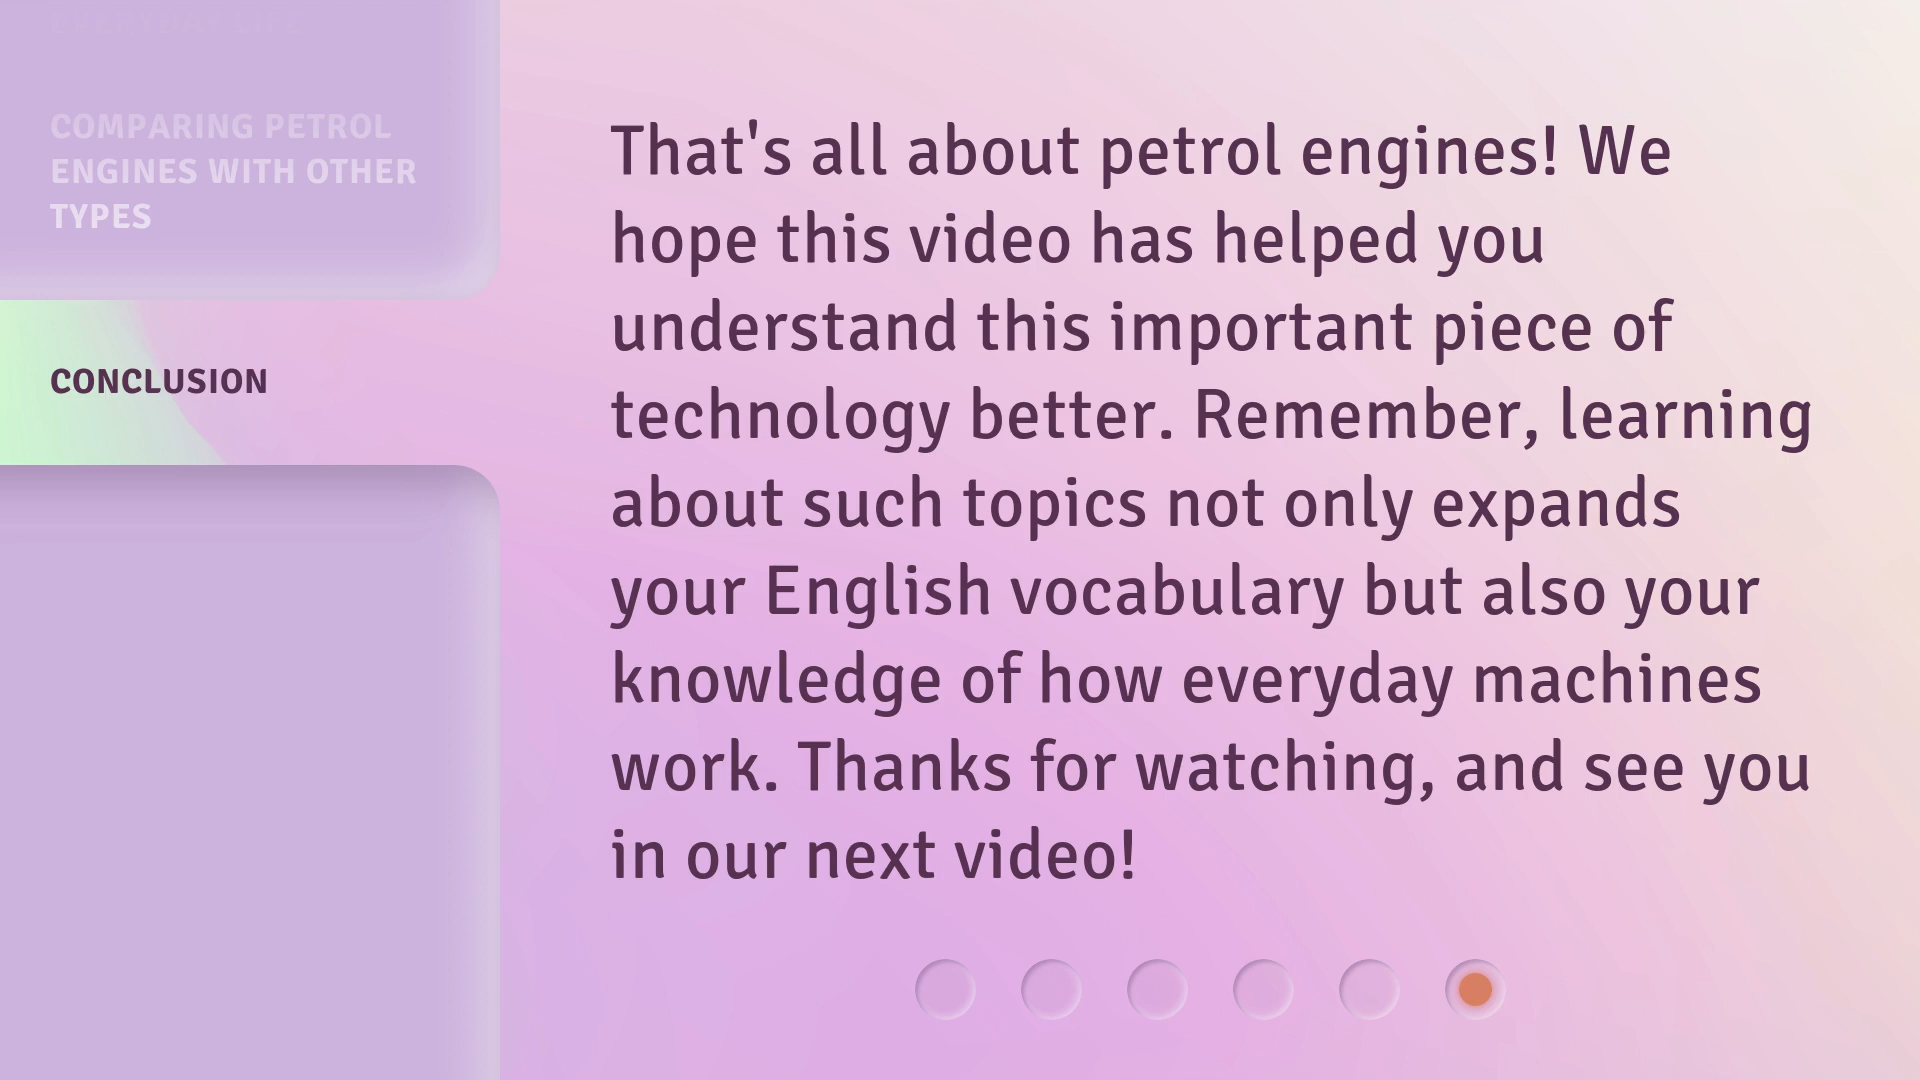 EVERYDAY LIFE
COMPARING PETROL
ENGINES WITH OTHER
TYPES
CONCLUSION
That's all about petrol engines! We
hope this video has helped you
understand this important piece of
technology better. Remember, learning
about such topics not only expands
your English vocabulary but also your
knowledge of how everyday machines
work. Thanks for watching, and see you
in our next video!